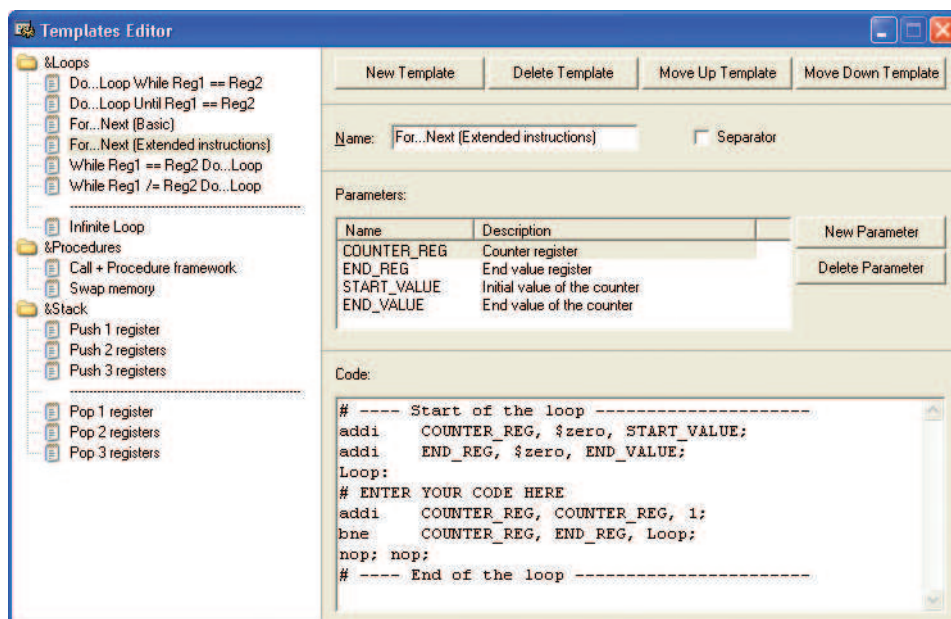 Templates Editor
&Loops
Do...Loop While Reg1 == Reg2
Do...Loop Until Reg1 == Reg2
For...Next (Basic)
For...Next (Extended instructions)
While Reg1 == Reg2 Do...Loop
While Reg1 /= Reg2 Do...Loop
Infinite Loop
&Procedures
Call + Procedure framework
Swap memory
&Stack
Push 1 register
Push 2 registers
Push 3 registers
Pop 1 register
Pop 2 registers
Pop 3 registers
New Template Delete Template Move Up Template Move Down Template
Name: For...Next (Extended instructions) Separator
Parameters:
Name Description
COUNTER_REG Counter register
END_REG End value register
START_VALUE Initial value of the counter
END_VALUE End value of the counter
New Parameter
Delete Parameter
Code:
# ---- Start of the loop ---------------------
addi COUNTER_REG, $zero, START_VALUE;
addi END_REG, $zero, END_VALUE;
Loop:
# ENTER YOUR CODE HERE
addi COUNTER_REG, COUNTER_REG, 1;
bne COUNTER_REG, END_REG, Loop;
nop; nop;
# ---- End of the loop -----------------------